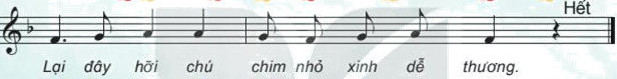 Hết
Lại đây hỡi chú chim nhỏ xinh dễ thương.